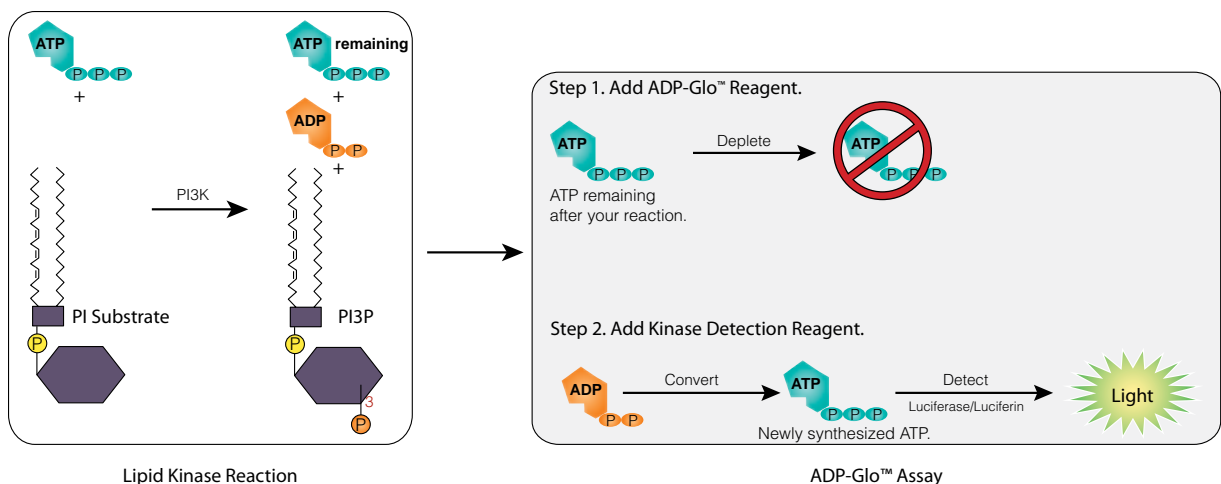 ATP
P P P
+
PI Substrate
P
PI3K
ATP remaining
P P P
+
ADP
P P
+
PI3P
P
3
P
Lipid Kinase Reaction
Step 1. Add ADP-Glo™ Reagent.
ATP
P P P
ATP remaining
after your reaction.
Deplete
ATP
P P P
Step 2. Add Kinase Detection Reagent.
ADP
P P
Convert
ATP
P P P
Newly synthesized ATP.
Detect
Luciferase/Luciferin
Light
ADP-Glo™ Assay